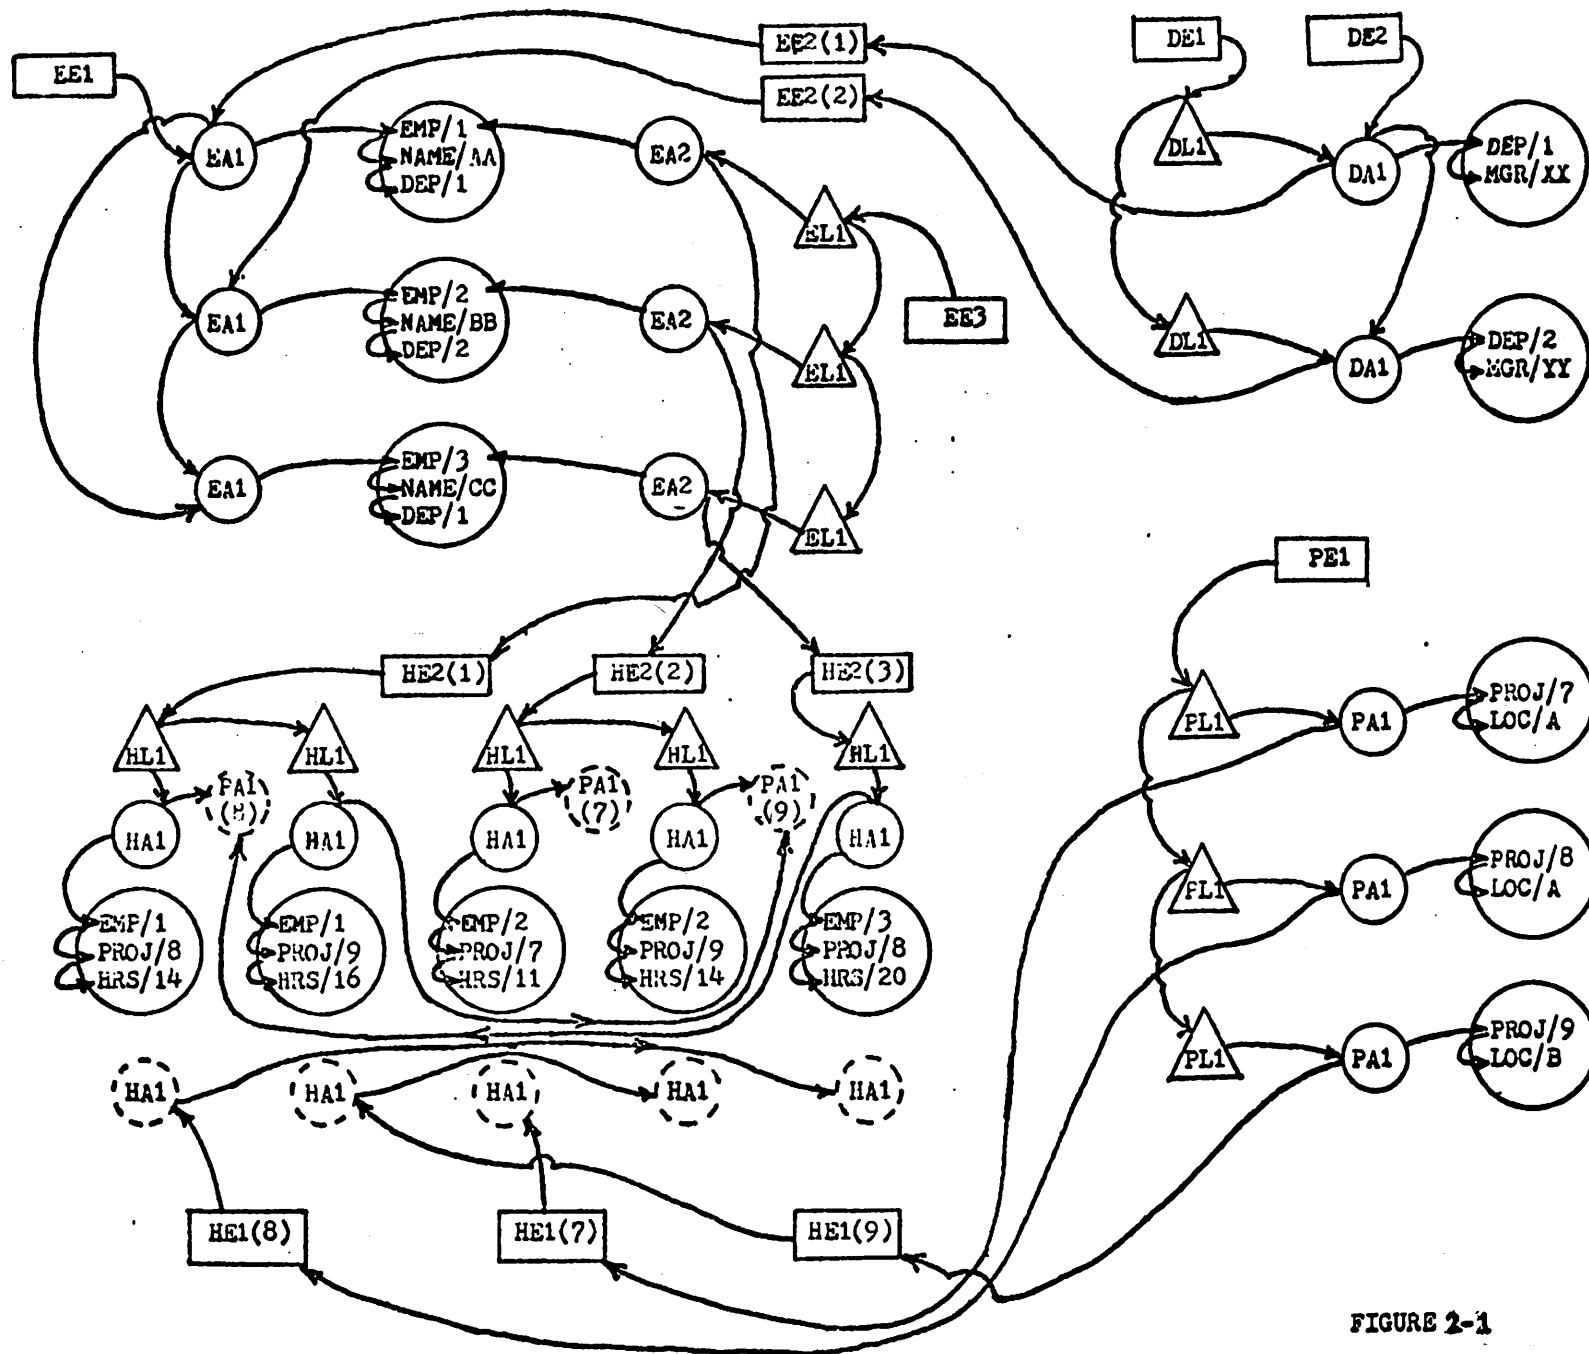 EE1
EE2(1)
EE2(2)
DE1
DE2
EA1
EMP/1
NAME/AA
DEP/1
EA2
EL1
DL1
DA1
DEP/1
MGR/XX
EE3
EA1
EMP/2
NAME/BB
DEP/2
EA2
EL1
DL1
DA1
DEP/2
MGR/YY
EA1
EMP/3
NAME/CC
DEP/1
EA2
EL1
PE1
HE2(1)
HE2(2)
HE2(3)
HL1
HL1
HL1
HL1
HL1
PL1
PA1
PROJ/7
LOC/A
PA1
(8)
PA1
(7)
PA1
(9)
HA1
HA1
HA1
HA1
HA1
PL1
PA1
PROJ/8
LOC/A
EMP/1
PROJ/8
HRS/14
EMP/1
PROJ/9
HRS/16
EMP/2
PROJ/7
HRS/11
EMP/2
PROJ/9
HRS/14
EMP/3
PROJ/8
HRS/20
PL1
PA1
PROJ/9
LOC/B
HA1
HA1
HA1
HA1
HA1
HE1(8)
HE1(7)
HE1(9)
FIGURE 2-1